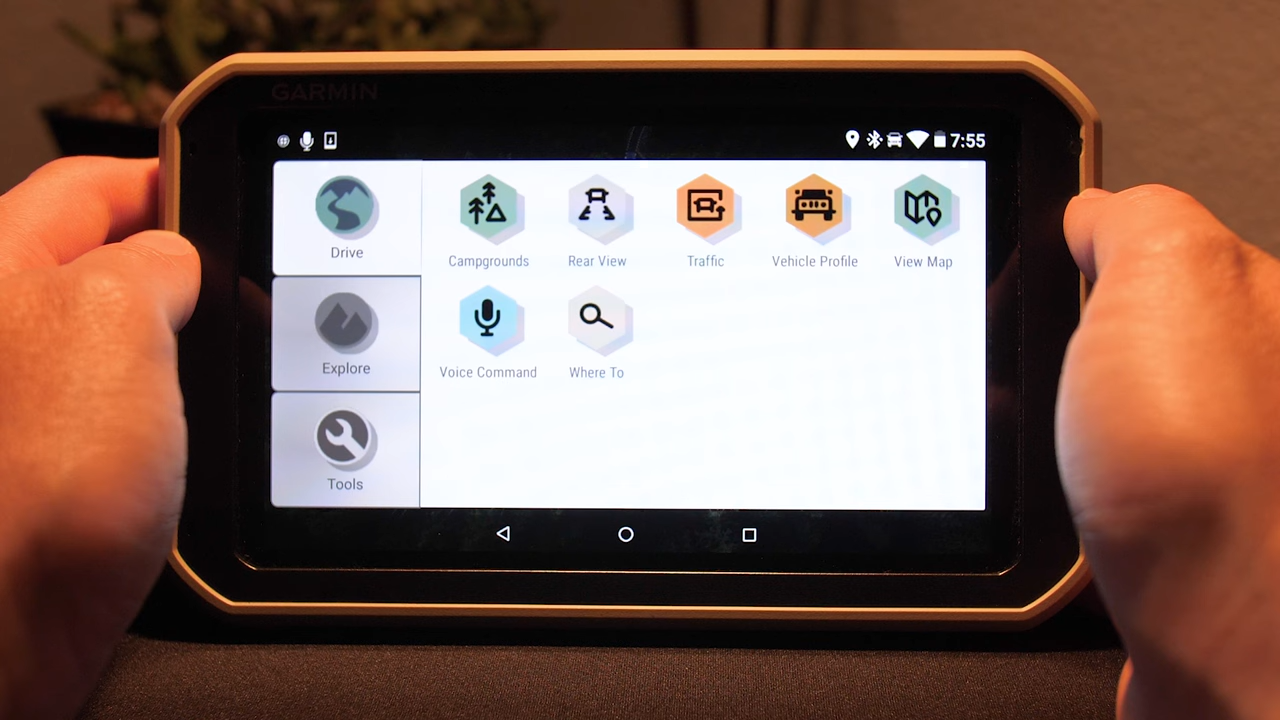 GARMIN
7:55
Drive
Campgrounds
Rear View
Traffic
Vehicle Profile
View Map
Explore
Voice Command
Where To
Tools